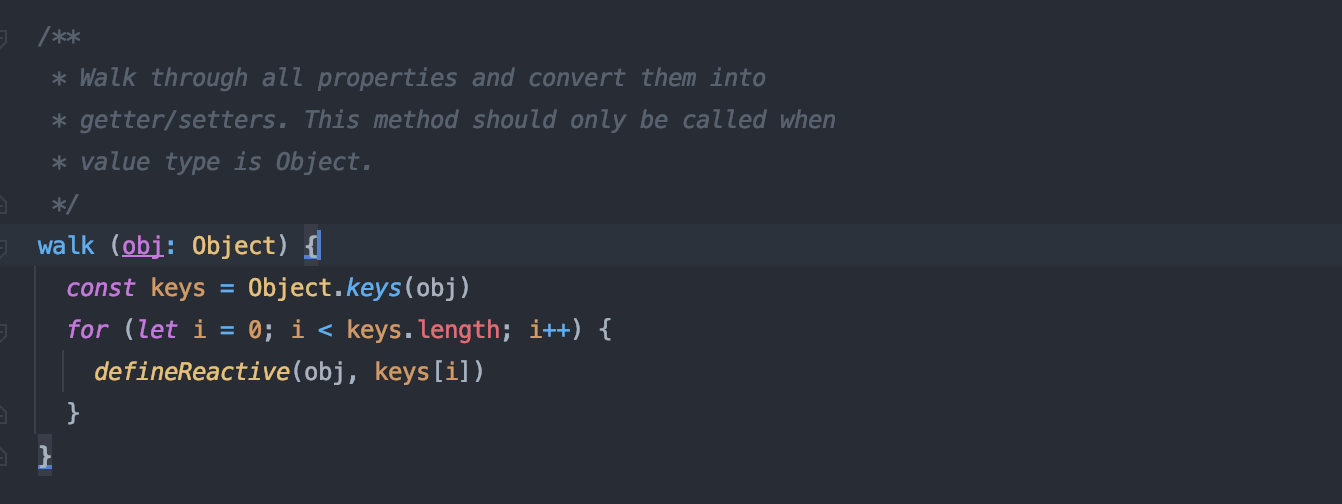 /**
 * Walk through all properties and convert them into
 * getter/setters. This method should only be called when
 * value type is Object.
 */
walk (obj: Object) {
  const keys = Object.keys(obj)
  for (let i = 0; i < keys.length; i++) {
    defineReactive(obj, keys[i])
  }
}